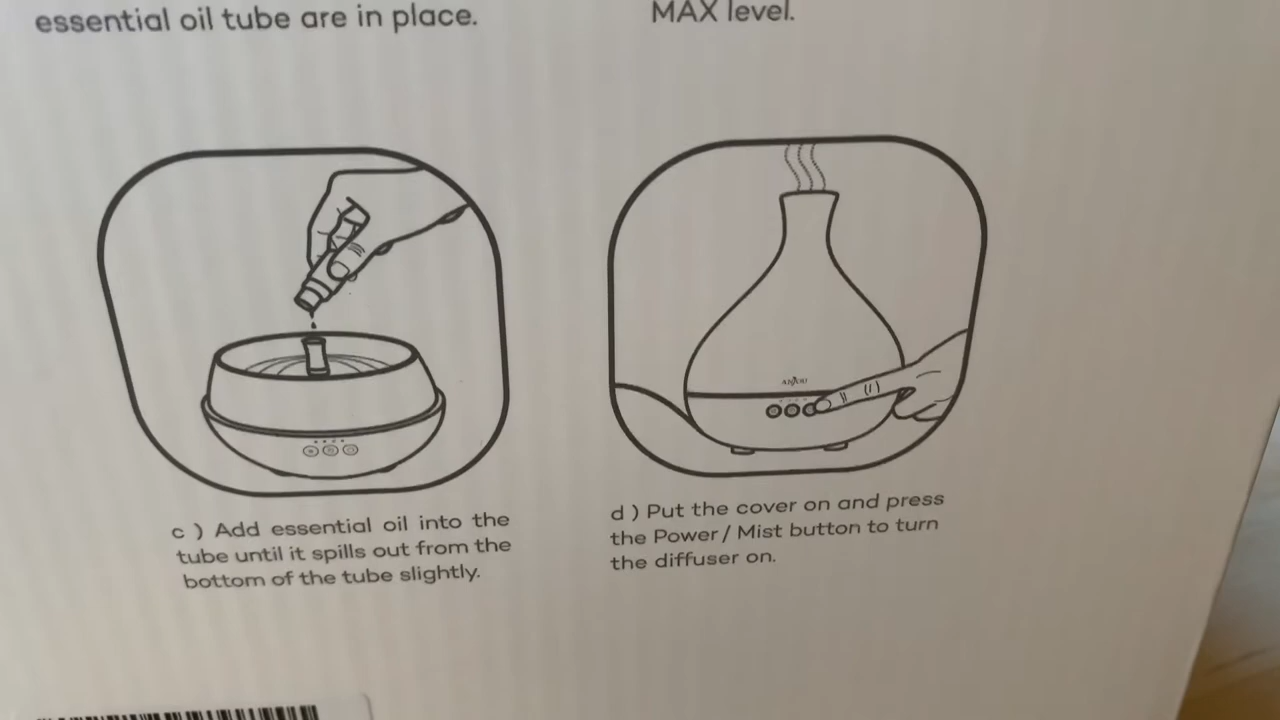 essential oil tube are in place.
MAX level.
ANJOU
c ) Add essential oil into the
tube until it spills out from the
bottom of the tube slightly.
d ) Put the cover on and press
the Power / Mist button to turn
the diffuser on.